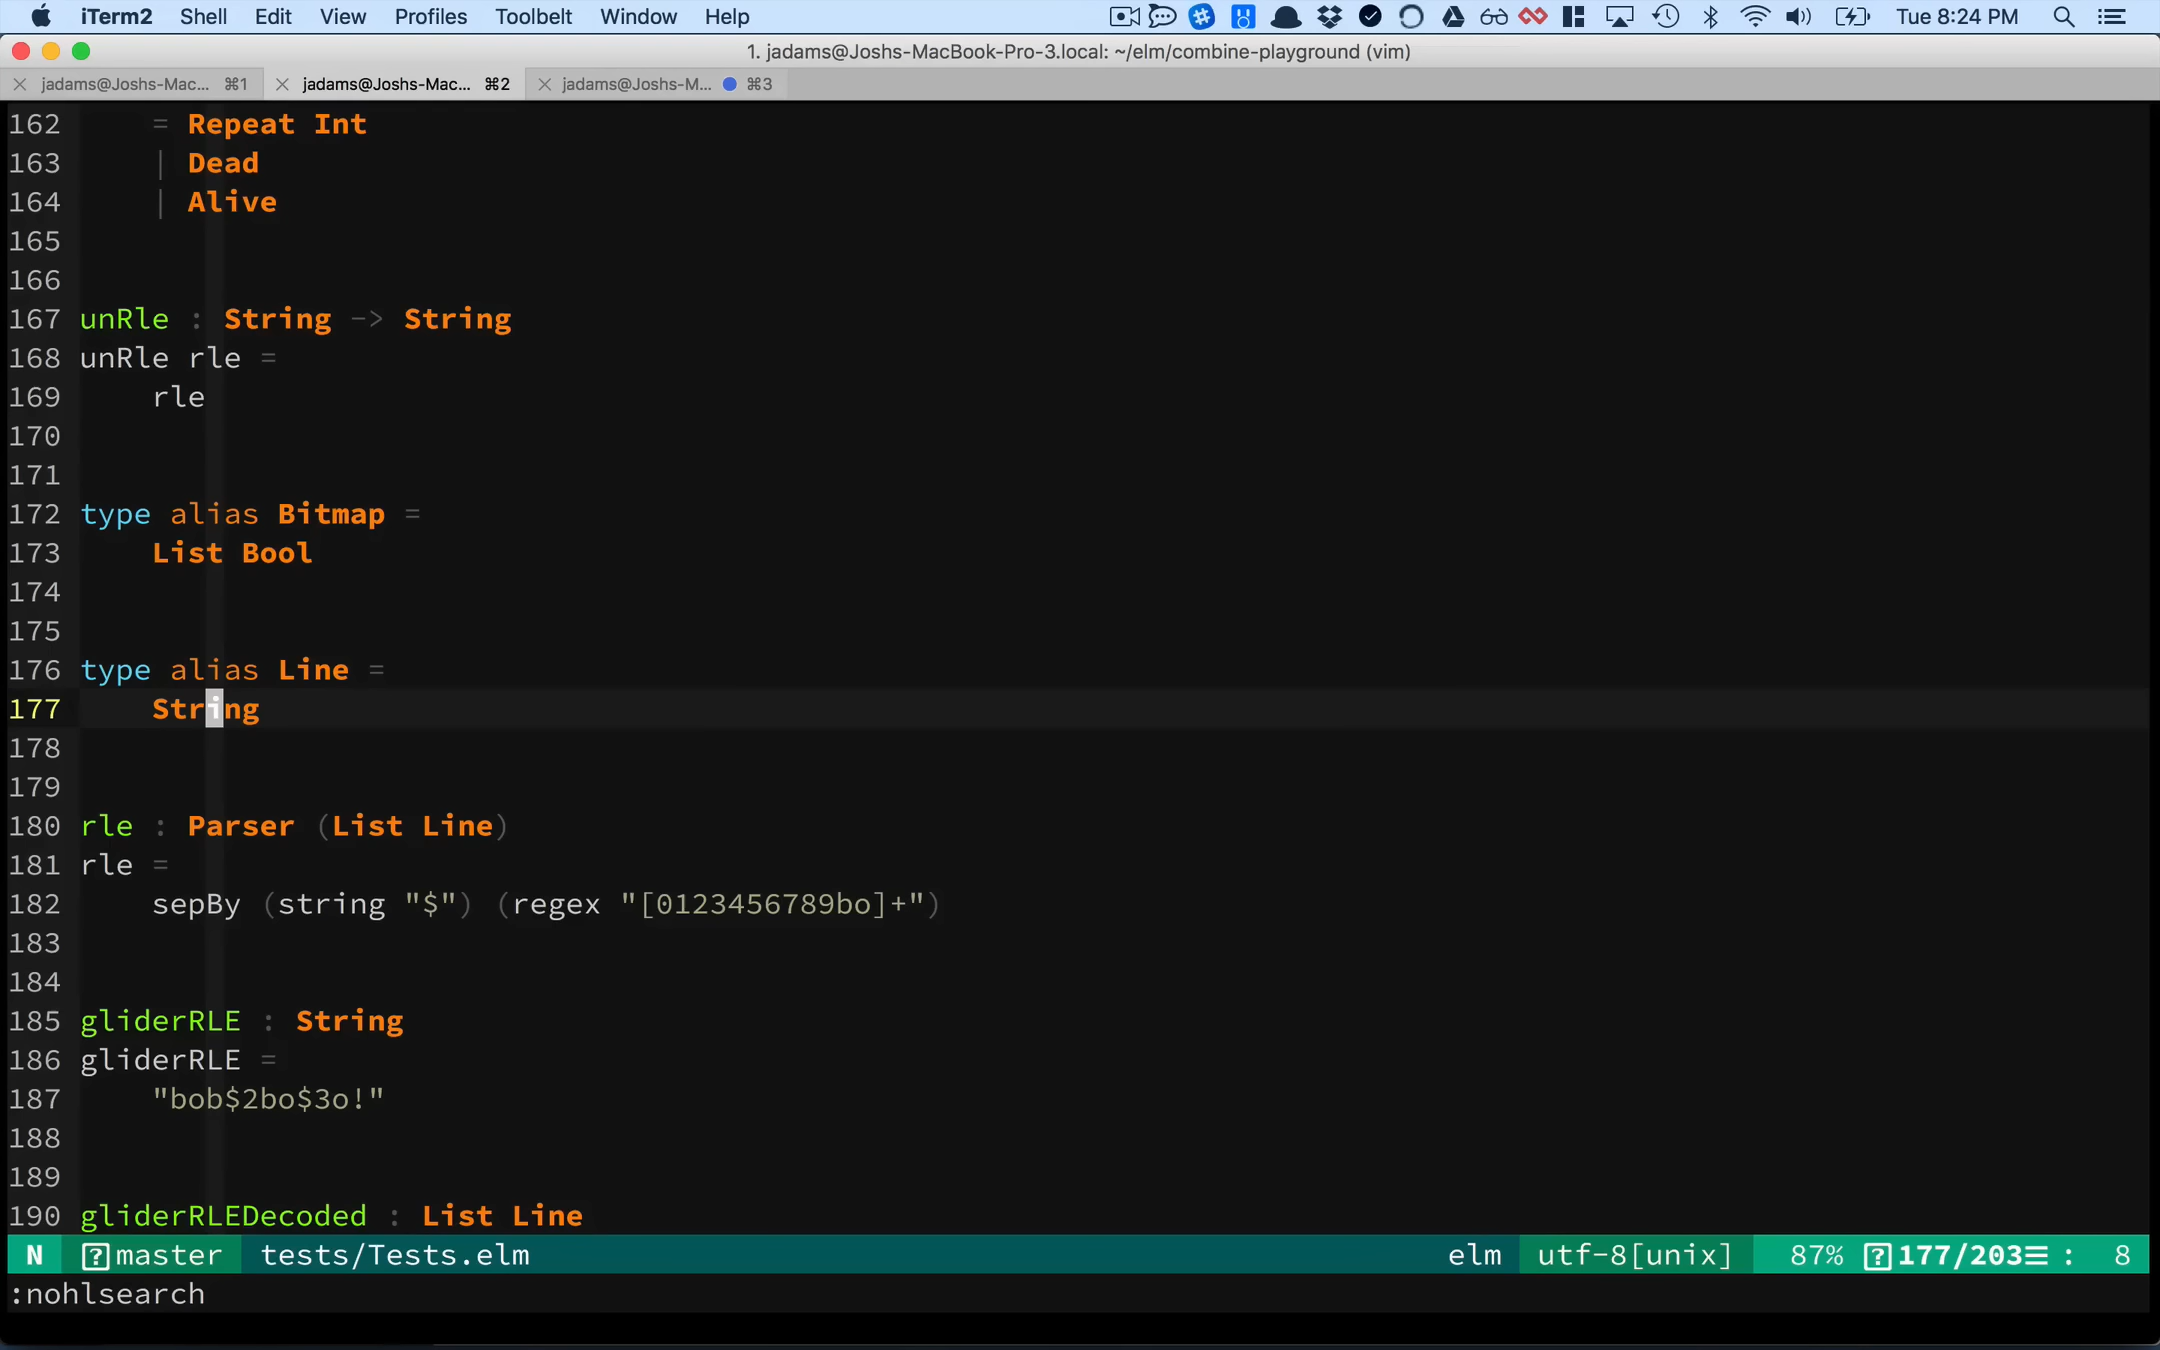 iTerm2 Shell Edit View Profiles Toolbelt Window Help Tue 8:24 PM
1. jadams@Joshs-MacBook-Pro-3.local: ~/elm/combine-playground (vim)
jadams@Joshs-Mac... ⌘1 jadams@Joshs-Mac... ⌘2 jadams@Joshs-M... ⌘3
162     = Repeat Int
163     | Dead
164     | Alive
165
166
167 unRle : String -> String
168 unRle rle =
169     rle
170
171
172 type alias Bitmap =
173     List Bool
174
175
176 type alias Line =
177     String
178
179
180 rle : Parser (List Line)
181 rle =
182     sepBy (string "$") (regex "[0123456789bo]+")
183
184
185 gliderRLE : String
186 gliderRLE =
187     "bob$2bo$3o!"
188
189
190 gliderRLEDecoded : List Line
N [?]master tests/Tests.elm elm utf-8[unix] 87% [?]177/203☰ : 8
:nohlsearch